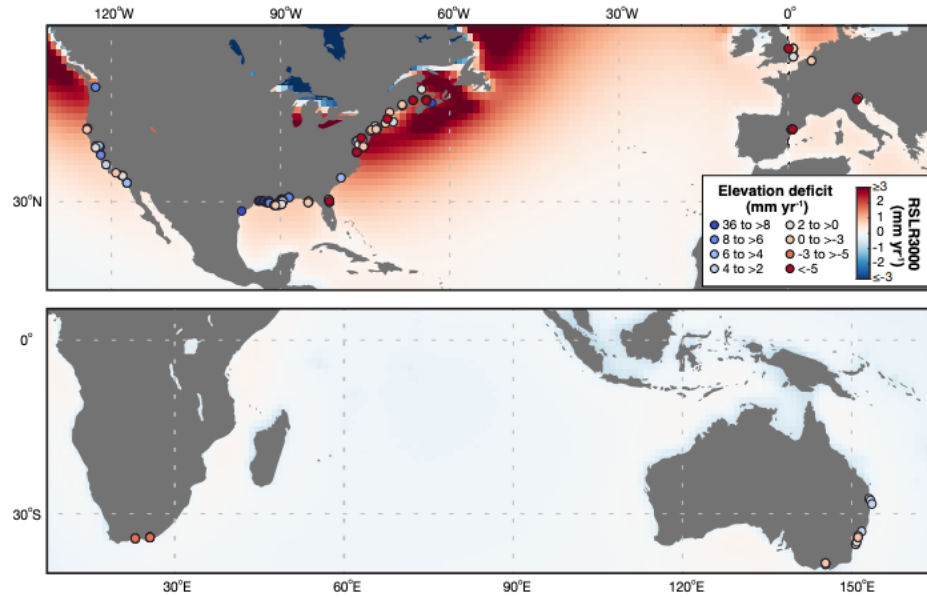 120°W 90°W 60°W 30°W 0°
30°N
Elevation deficit
(mm yr-1)
36 to >8 2 to >0
8 to >6 0 to >-3
6 to >4 -3 to >-5
4 to >2 <-5
≥3
2
1
0
-1
-2
≤-3
RSLR3000
(mm yr-1)
0°
30°S
30°E 60°E 90°E 120°E 150°E